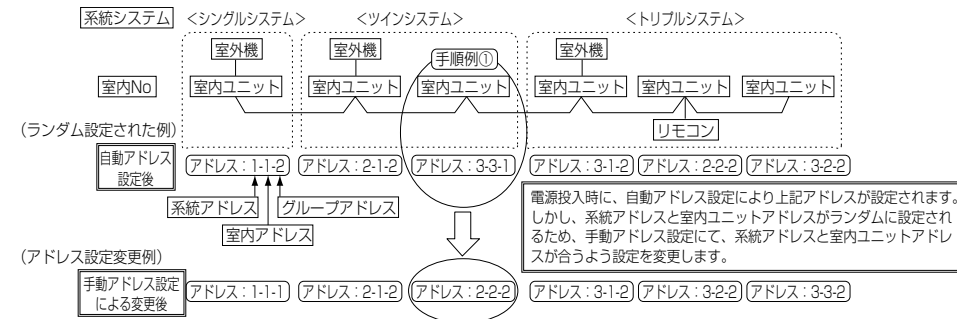 系統システム <シングルシステム> <ツインシステム> <トリプルシステム>
室外機 室外機 手順例① 室外機
室内No 室内ユニット 室内ユニット 室内ユニット 室内ユニット 室内ユニット 室内ユニット
リモコン
(ランダム設定された例)
自動アドレス
設定後
アドレス:1-1-2 アドレス:2-1-2 アドレス:3-3-1 アドレス:3-1-2 アドレス:2-2-2 アドレス:3-2-2
系統アドレス グループアドレス
室内アドレス
電源投入時に、自動アドレス設定により上記アドレスが設定されます。
しかし、系統アドレスと室内ユニットアドレスがランダムに設定され
るため、手動アドレス設定にて、系統アドレスと室内ユニットアドレ
スが合うよう設定を変更します。
(アドレス設定変更例)
手動アドレス設定
による変更後
アドレス:1-1-1 アドレス:2-1-2 アドレス:2-2-2 アドレス:3-1-2 アドレス:3-2-2 アドレス:3-3-2